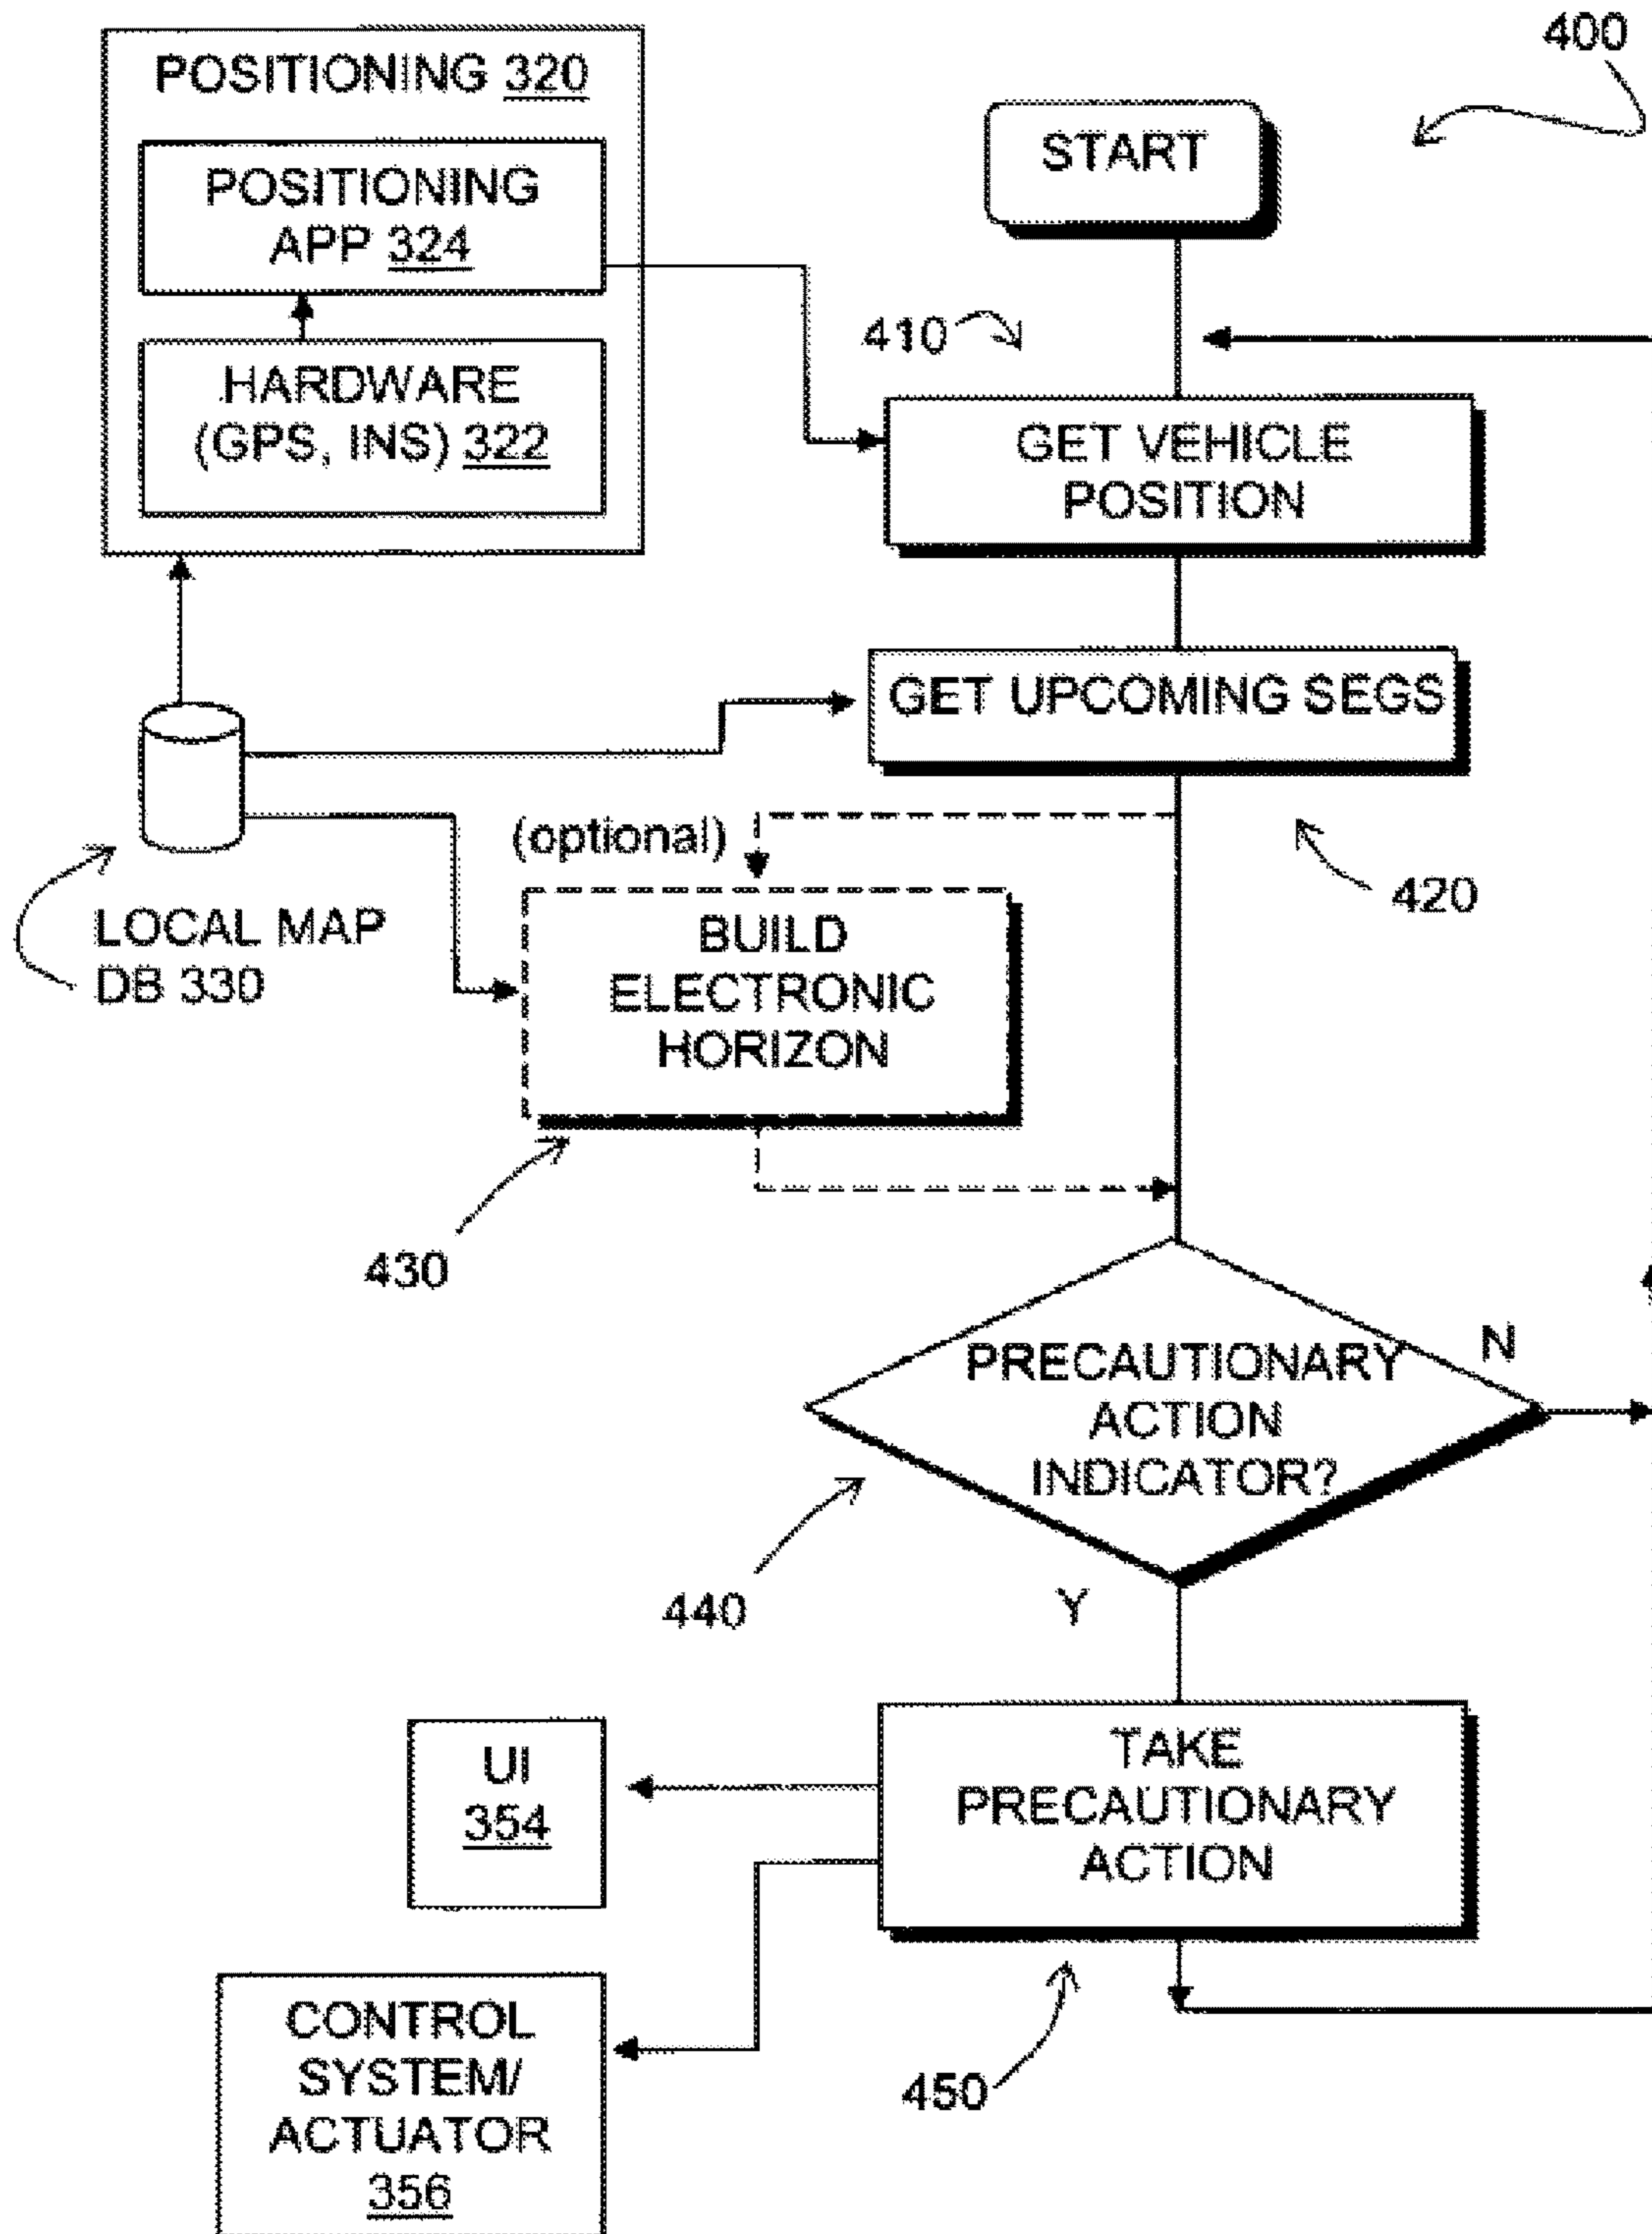 400
POSITIONING 320
POSITIONING
APP 324
HARDWARE
(GPS, INS) 322
START
410
GET VEHICLE
POSITION
GET UPCOMING SEGS
420
LOCAL MAP
DB 330
(optional)
BUILD
ELECTRONIC
HORIZON
430
PRECAUTIONARY
ACTION
INDICATOR?
N
440
Y
TAKE
PRECAUTIONARY
ACTION
450
UI
354
CONTROL
SYSTEM/
ACTUATOR
356